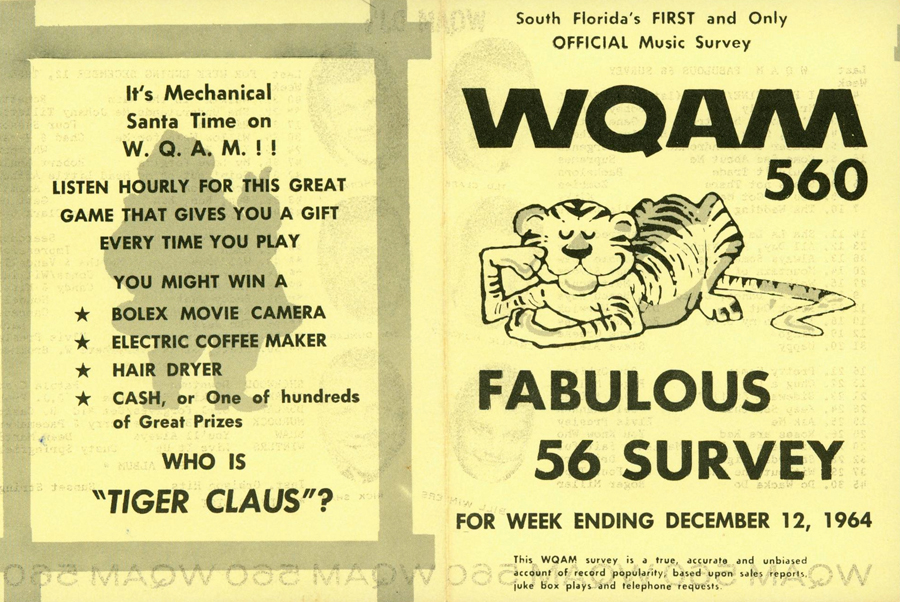 It's Mechanical
Santa Time on
W. Q. A. M. ! !
LISTEN HOURLY FOR THIS GREAT
GAME THAT GIVES YOU A GIFT
EVERY TIME YOU PLAY
YOU MIGHT WIN A
★ BOLEX MOVIE CAMERA
★ ELECTRIC COFFEE MAKER
★ HAIR DRYER
★ CASH, or One of hundreds
of Great Prizes
WHO IS
"TIGER CLAUS"?
South Florida's FIRST and Only
OFFICIAL Music Survey
WQAM
560
FABULOUS
56 SURVEY
FOR WEEK ENDING DECEMBER 12, 1964
This WQAM survey is a true, accurate and unbiased
account of record popularity, based upon sales reports,
juke box plays and telephone requests.